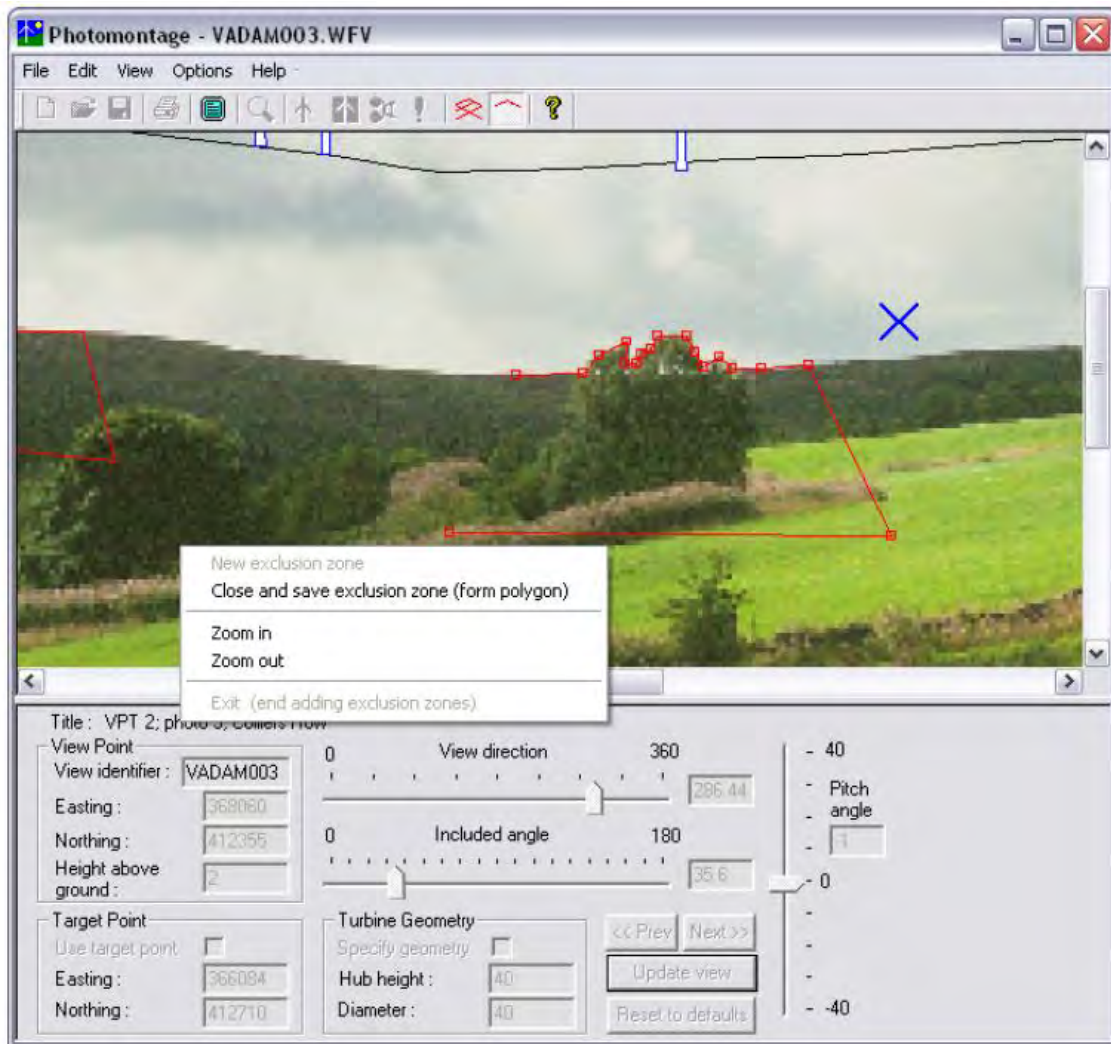 Photomontage - VADAM003.WFV
File Edit View Options Help
New exclusion zone
Close and save exclusion zone (form polygon)
Zoom in
Zoom out
Exit (end adding exclusion zones)
Title : VPT 2; photo 3, Colliers Row
View Point
View identifier : VADAM003
Easting : 368060
Northing : 412355
Height above ground : 2
0 View direction 360
286.44
0 Included angle 180
35.6
40
Pitch angle
-1
0
-40
Target Point
Use target point
Easting : 366084
Northing : 412710
Turbine Geometry
Specify geometry
Hub height : 40
Diameter : 40
<< Prev Next >>
Update view
Reset to defaults